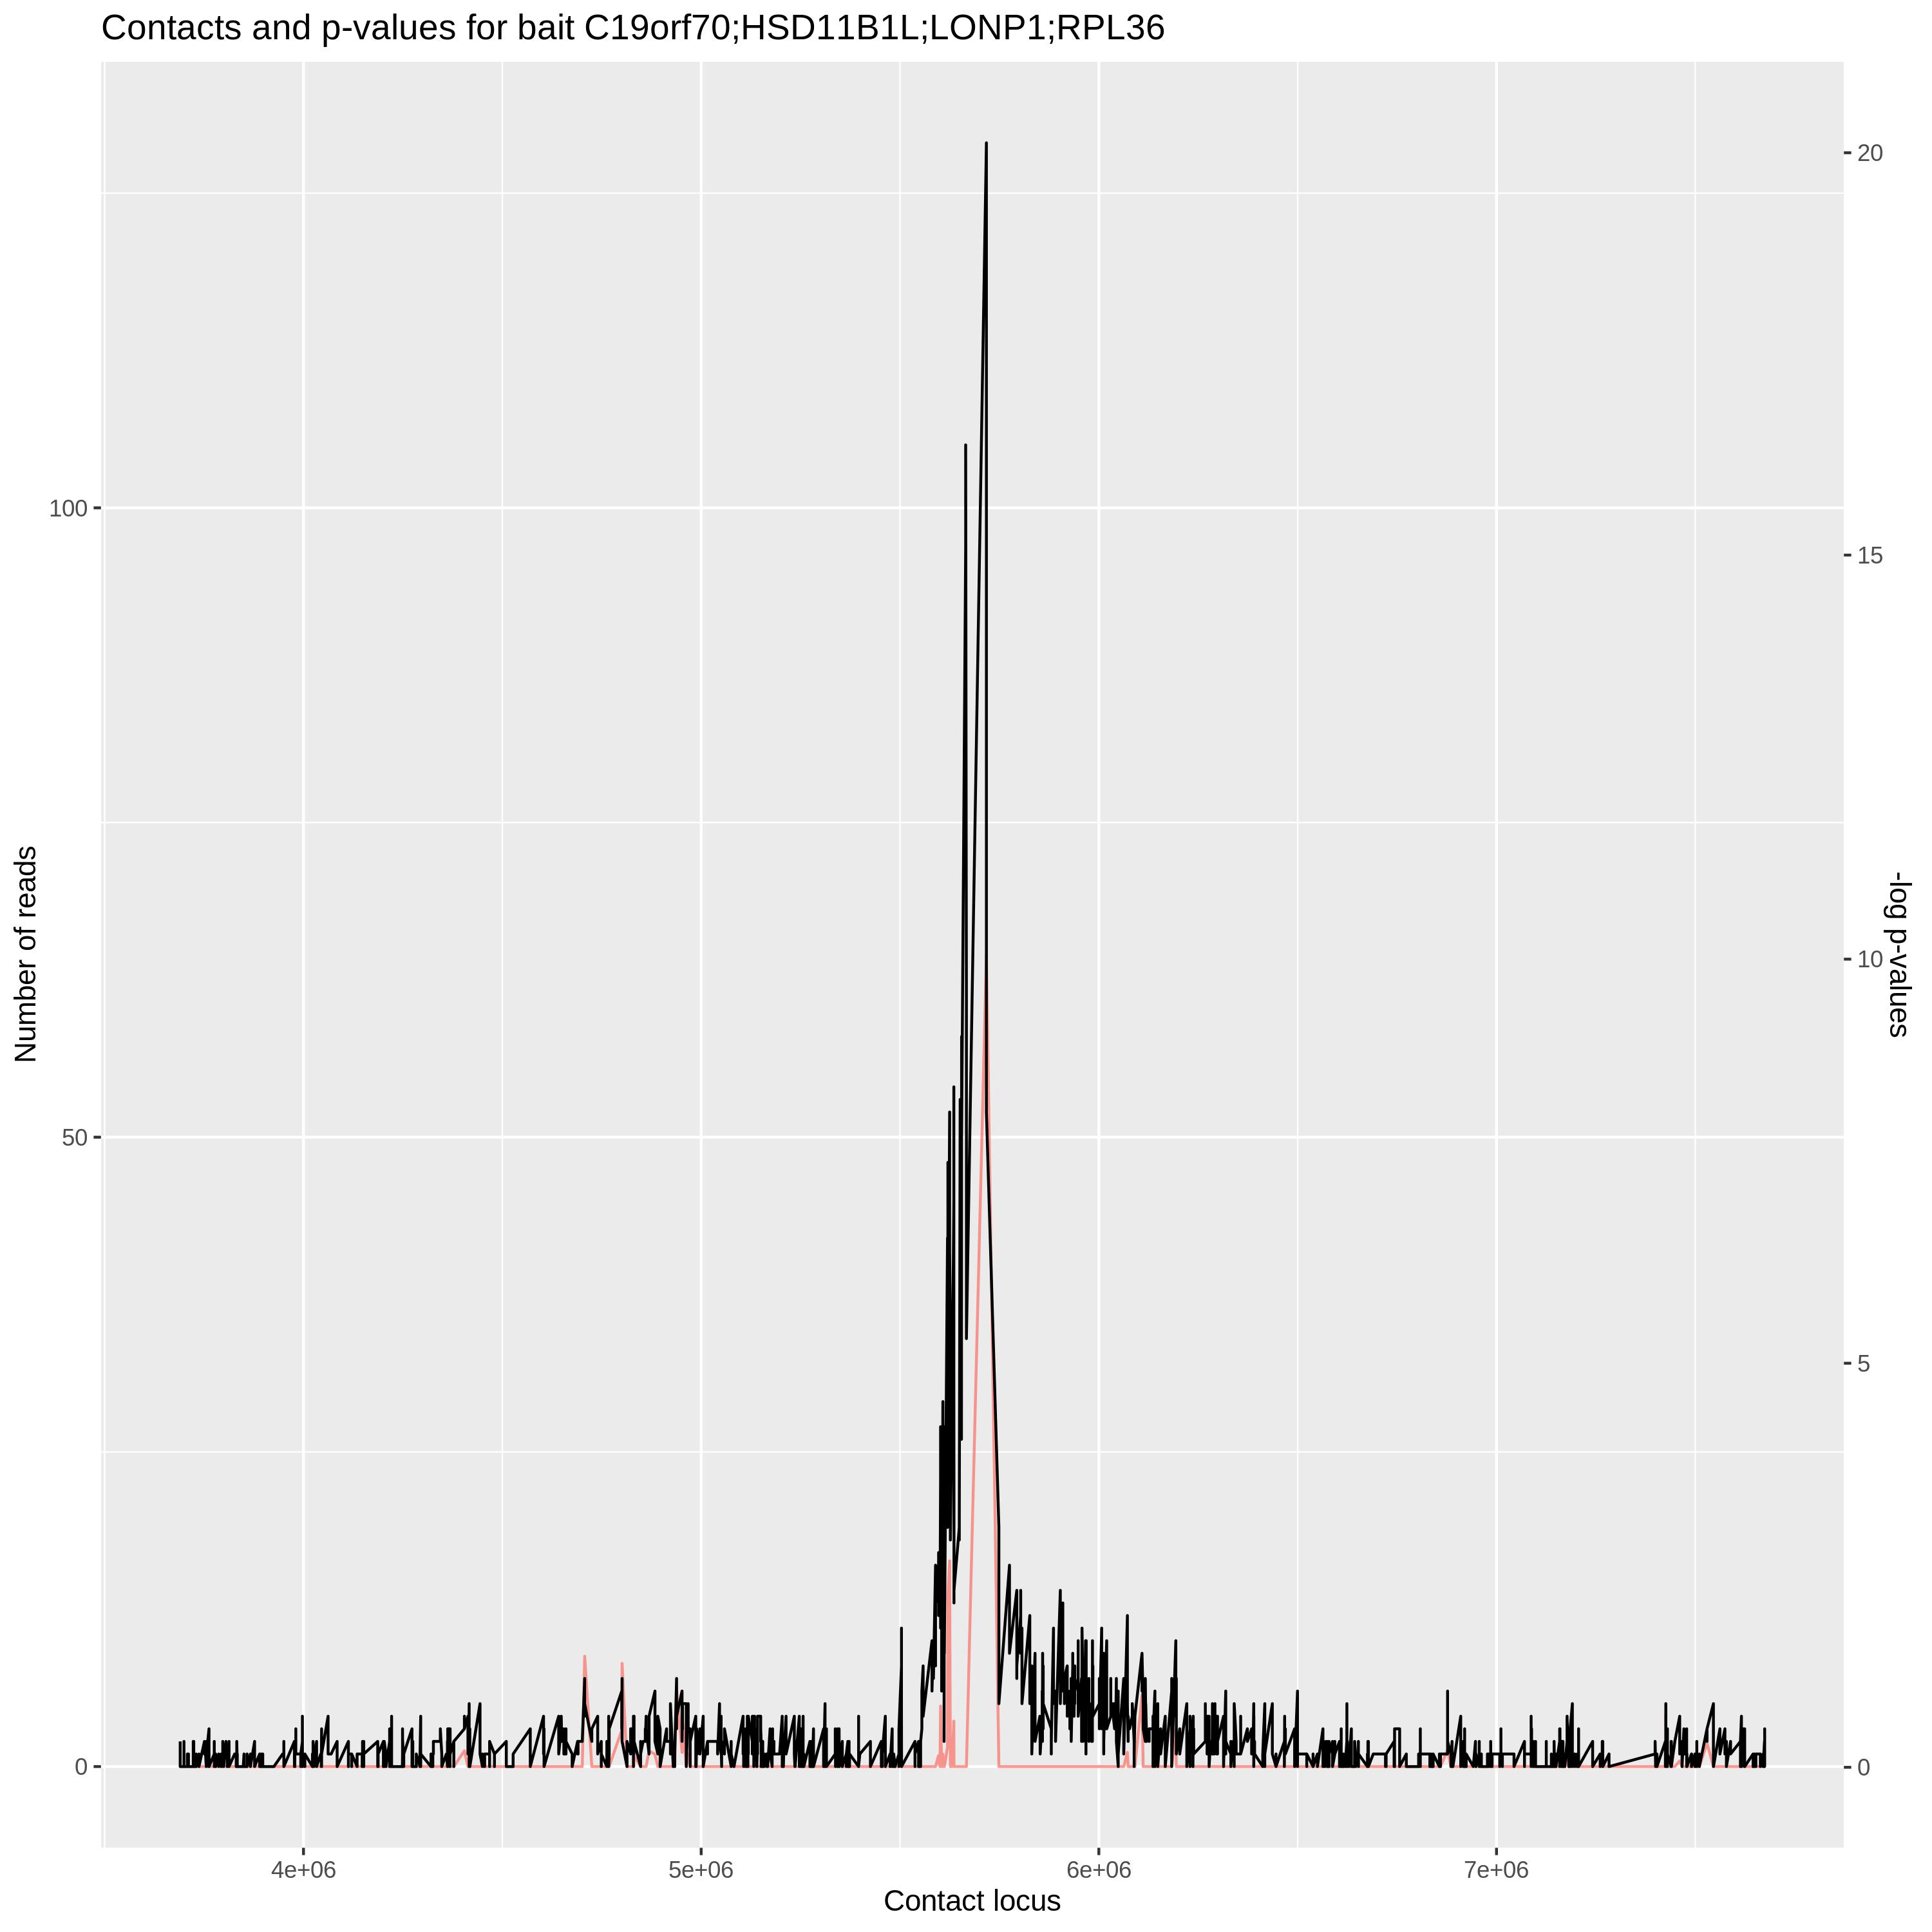 Contacts and p-values for bait C19orf70;HSD11B1L;LONP1;RPL36
Number of reads
100
50
0
20
15
10
5
0
-log p-values
4e+06
5e+06
6e+06
7e+06
Contact locus